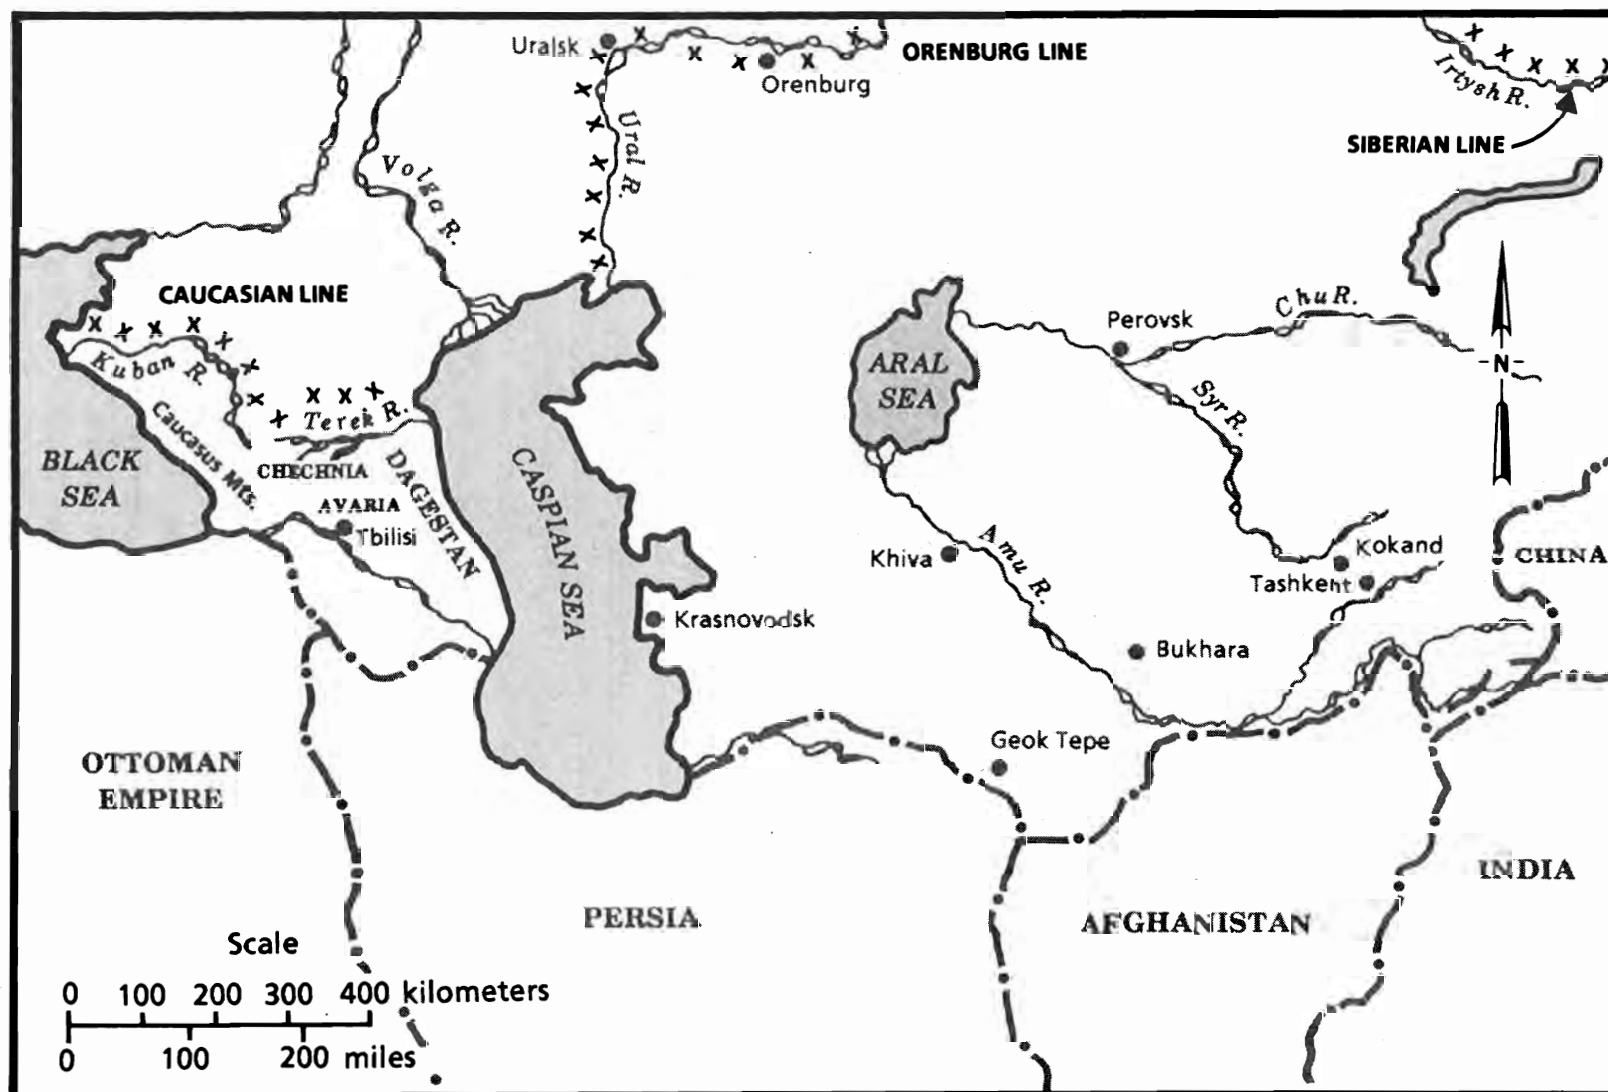 Uralsk
ORENBURG LINE
Orenburg
Irtysh R.
SIBERIAN LINE
Ural R.
Volga R.
CAUCASIAN LINE
Kuban R.
Caucasus Mts.
Terek R.
CHECHNIA
DAGESTAN
AVARIA
Tbilisi
BLACK
SEA
CASPIAN SEA
ARAL
SEA
Perovsk
Chu R.
Syr R.
-N-
Khiva
Amu R.
Kokand
Tashkent
CHINA
Krasnovodsk
Bukhara
Geok Tepe
OTTOMAN
EMPIRE
PERSIA
AFGHANISTAN
INDIA
Scale
0 100 200 300 400 kilometers
0 100 200 miles